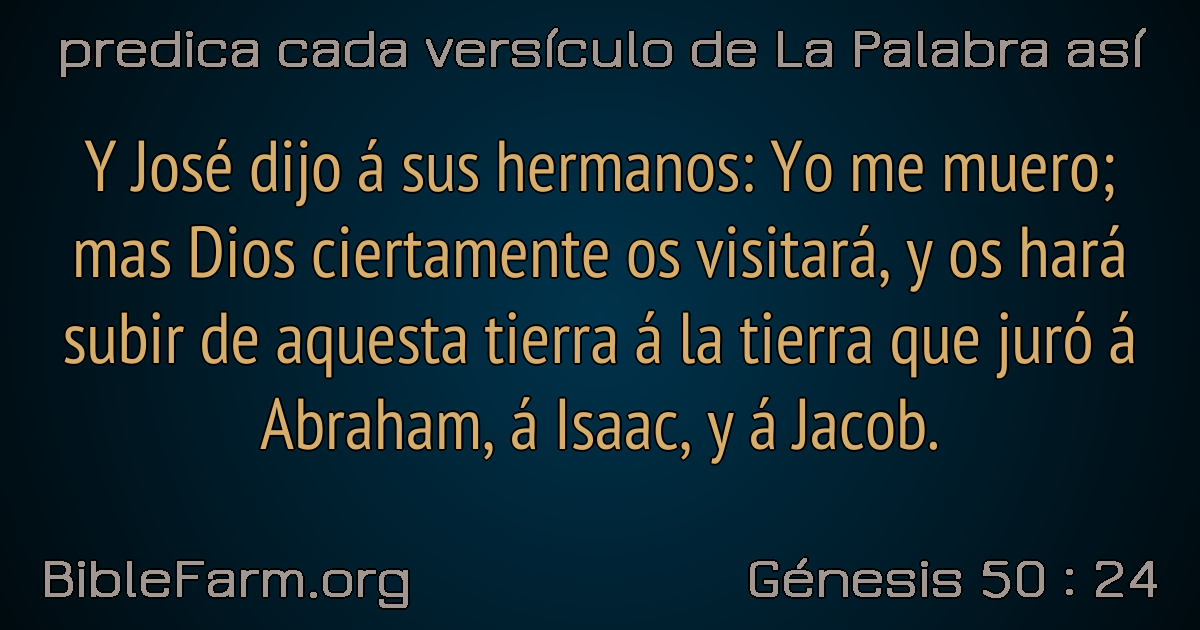 predica cada versículo de La Palabra así
Y José dijo á sus hermanos: Yo me muero;
mas Dios ciertamente os visitará, y os hará
subir de aquesta tierra á la tierra que juró á
Abraham, á Isaac, y á Jacob.
BibleFarm.org
Génesis 50 : 24